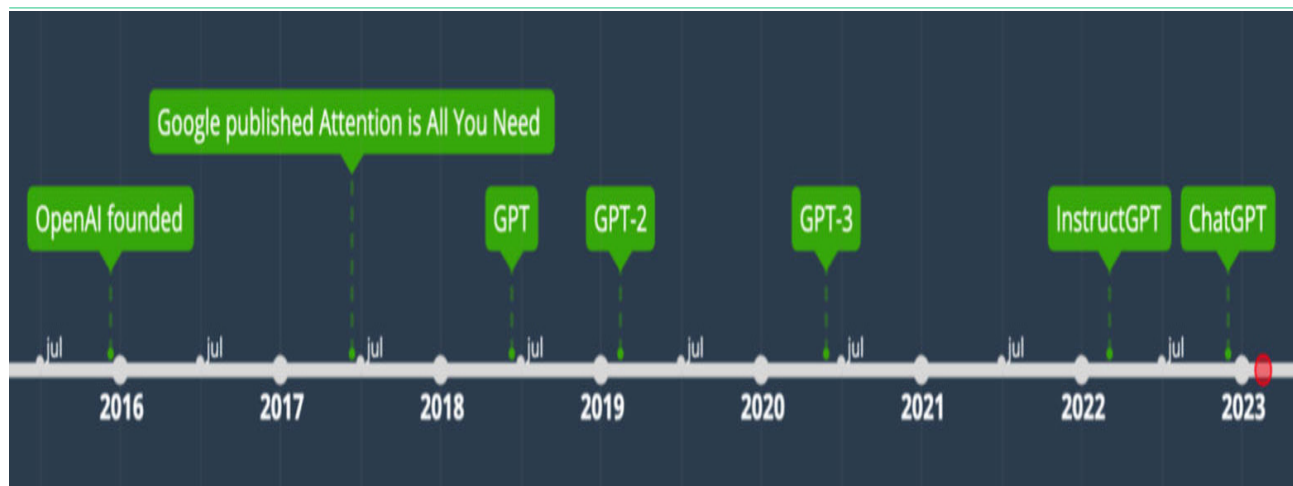 Google published Attention is All You Need
OpenAI founded
GPT
GPT-2
GPT-3
InstructGPT
ChatGPT
jul
jul
jul
jul
jul
jul
jul
jul
2016
2017
2018
2019
2020
2021
2022
2023